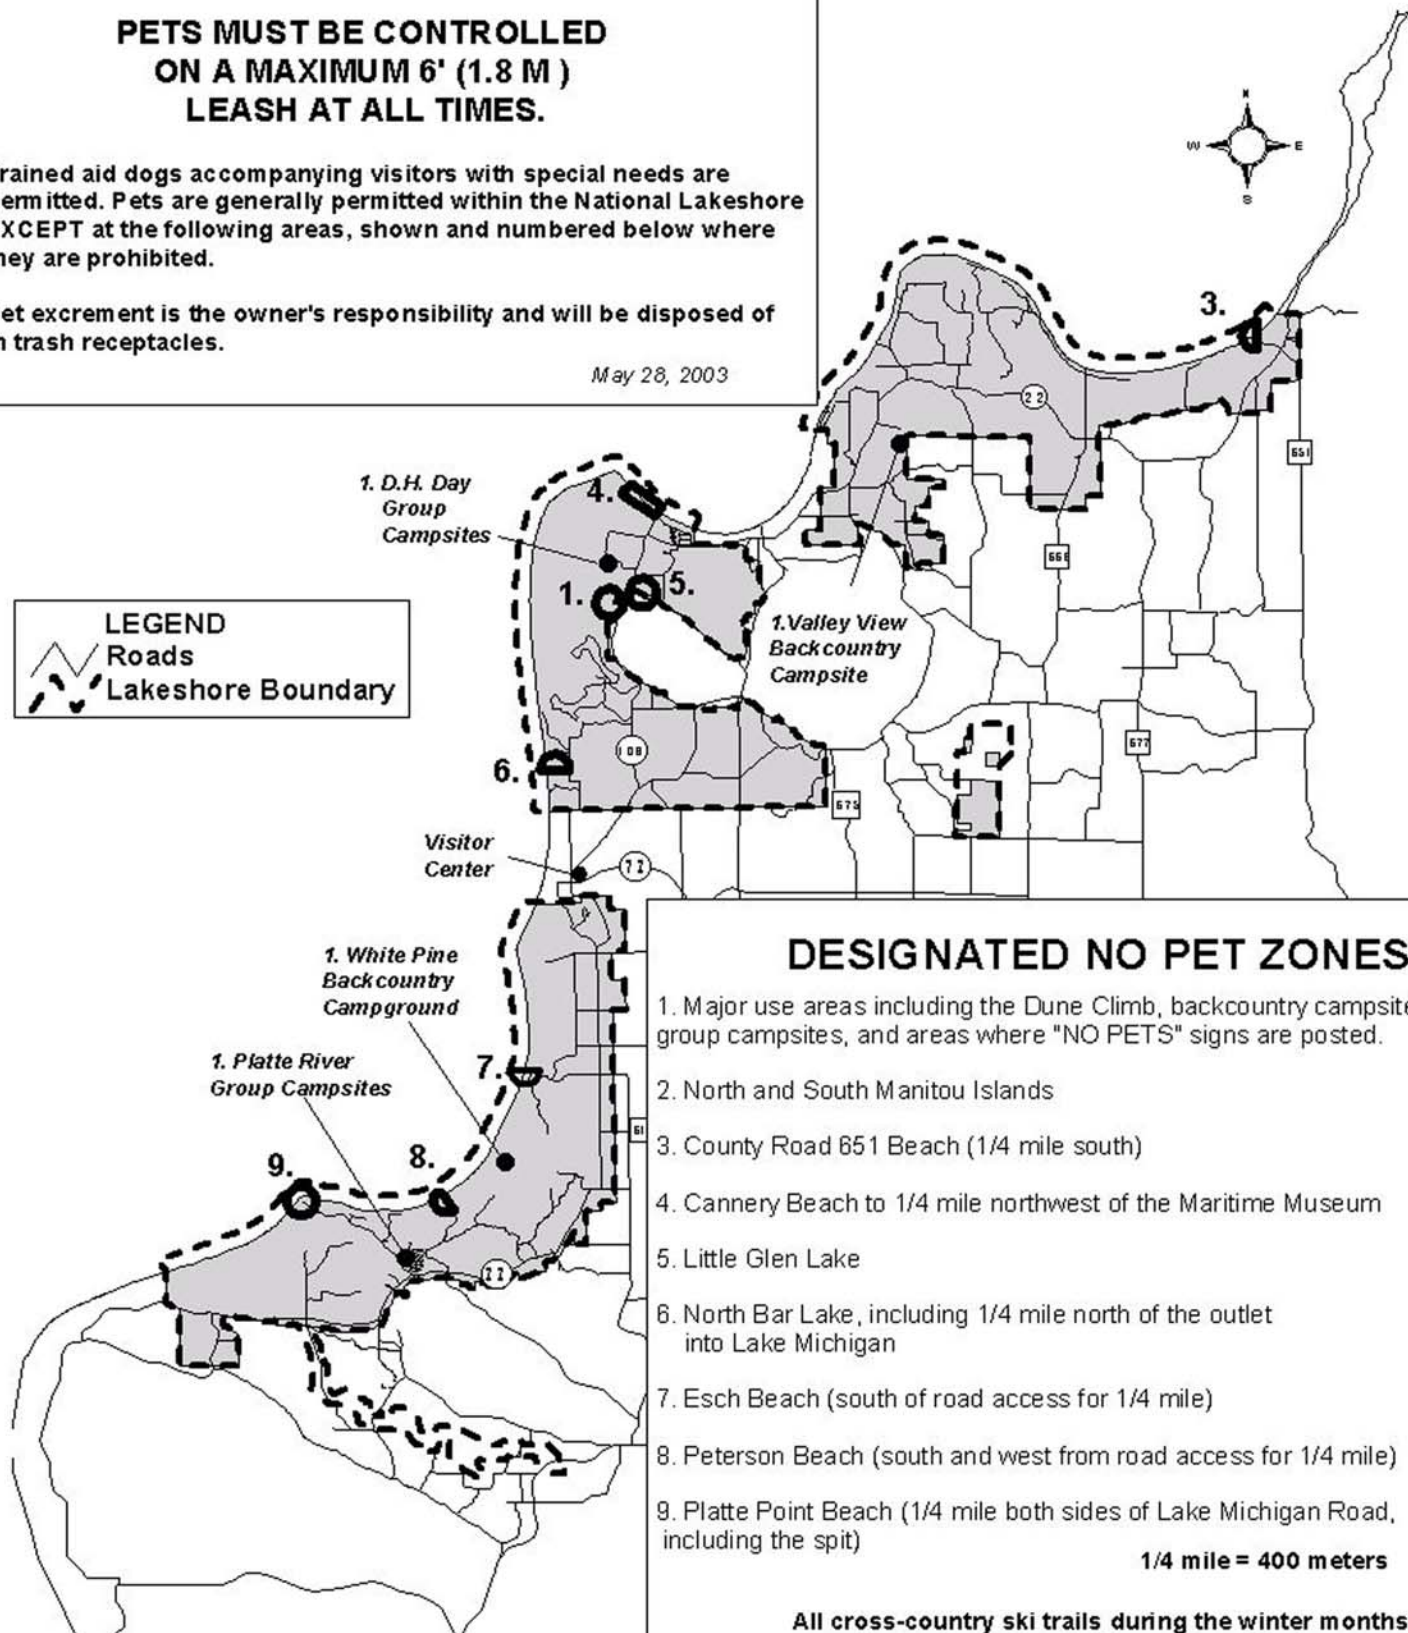 PETS MUST BE CONTROLLED
ON A MAXIMUM 6' (1.8 M )
LEASH AT ALL TIMES.
rained aid dogs accompanying visitors with special needs are
ermitted. Pets are generally permitted within the National Lakeshore
XCEPT at the following areas, shown and numbered below where
hey are prohibited.
et excrement is the owner's responsibility and will be disposed of
n trash receptacles.
May 28, 2003
N
W E
S
3.
22
651
1. D.H. Day
Group
Campsites
4.
1.
5.
1.Valley View
Backcountry
Campsite
LEGEND
Roads
Lakeshore Boundary
677
675
6.
Visitor
Center
1. White Pine
Backcountry
Campground
1. Platte River
Group Campsites
7.
8.
9.
22
DESIGNATED NO PET ZONES
1. Major use areas including the Dune Climb, backcountry campsite
group campsites, and areas where "NO PETS" signs are posted.
2. North and South Manitou Islands
3. County Road 651 Beach (1/4 mile south)
4. Cannery Beach to 1/4 mile northwest of the Maritime Museum
5. Little Glen Lake
6. North Bar Lake, including 1/4 mile north of the outlet
into Lake Michigan
7. Esch Beach (south of road access for 1/4 mile)
8. Peterson Beach (south and west from road access for 1/4 mile)
9. Platte Point Beach (1/4 mile both sides of Lake Michigan Road,
including the spit)
1/4 mile = 400 meters
All cross-country ski trails during the winter months